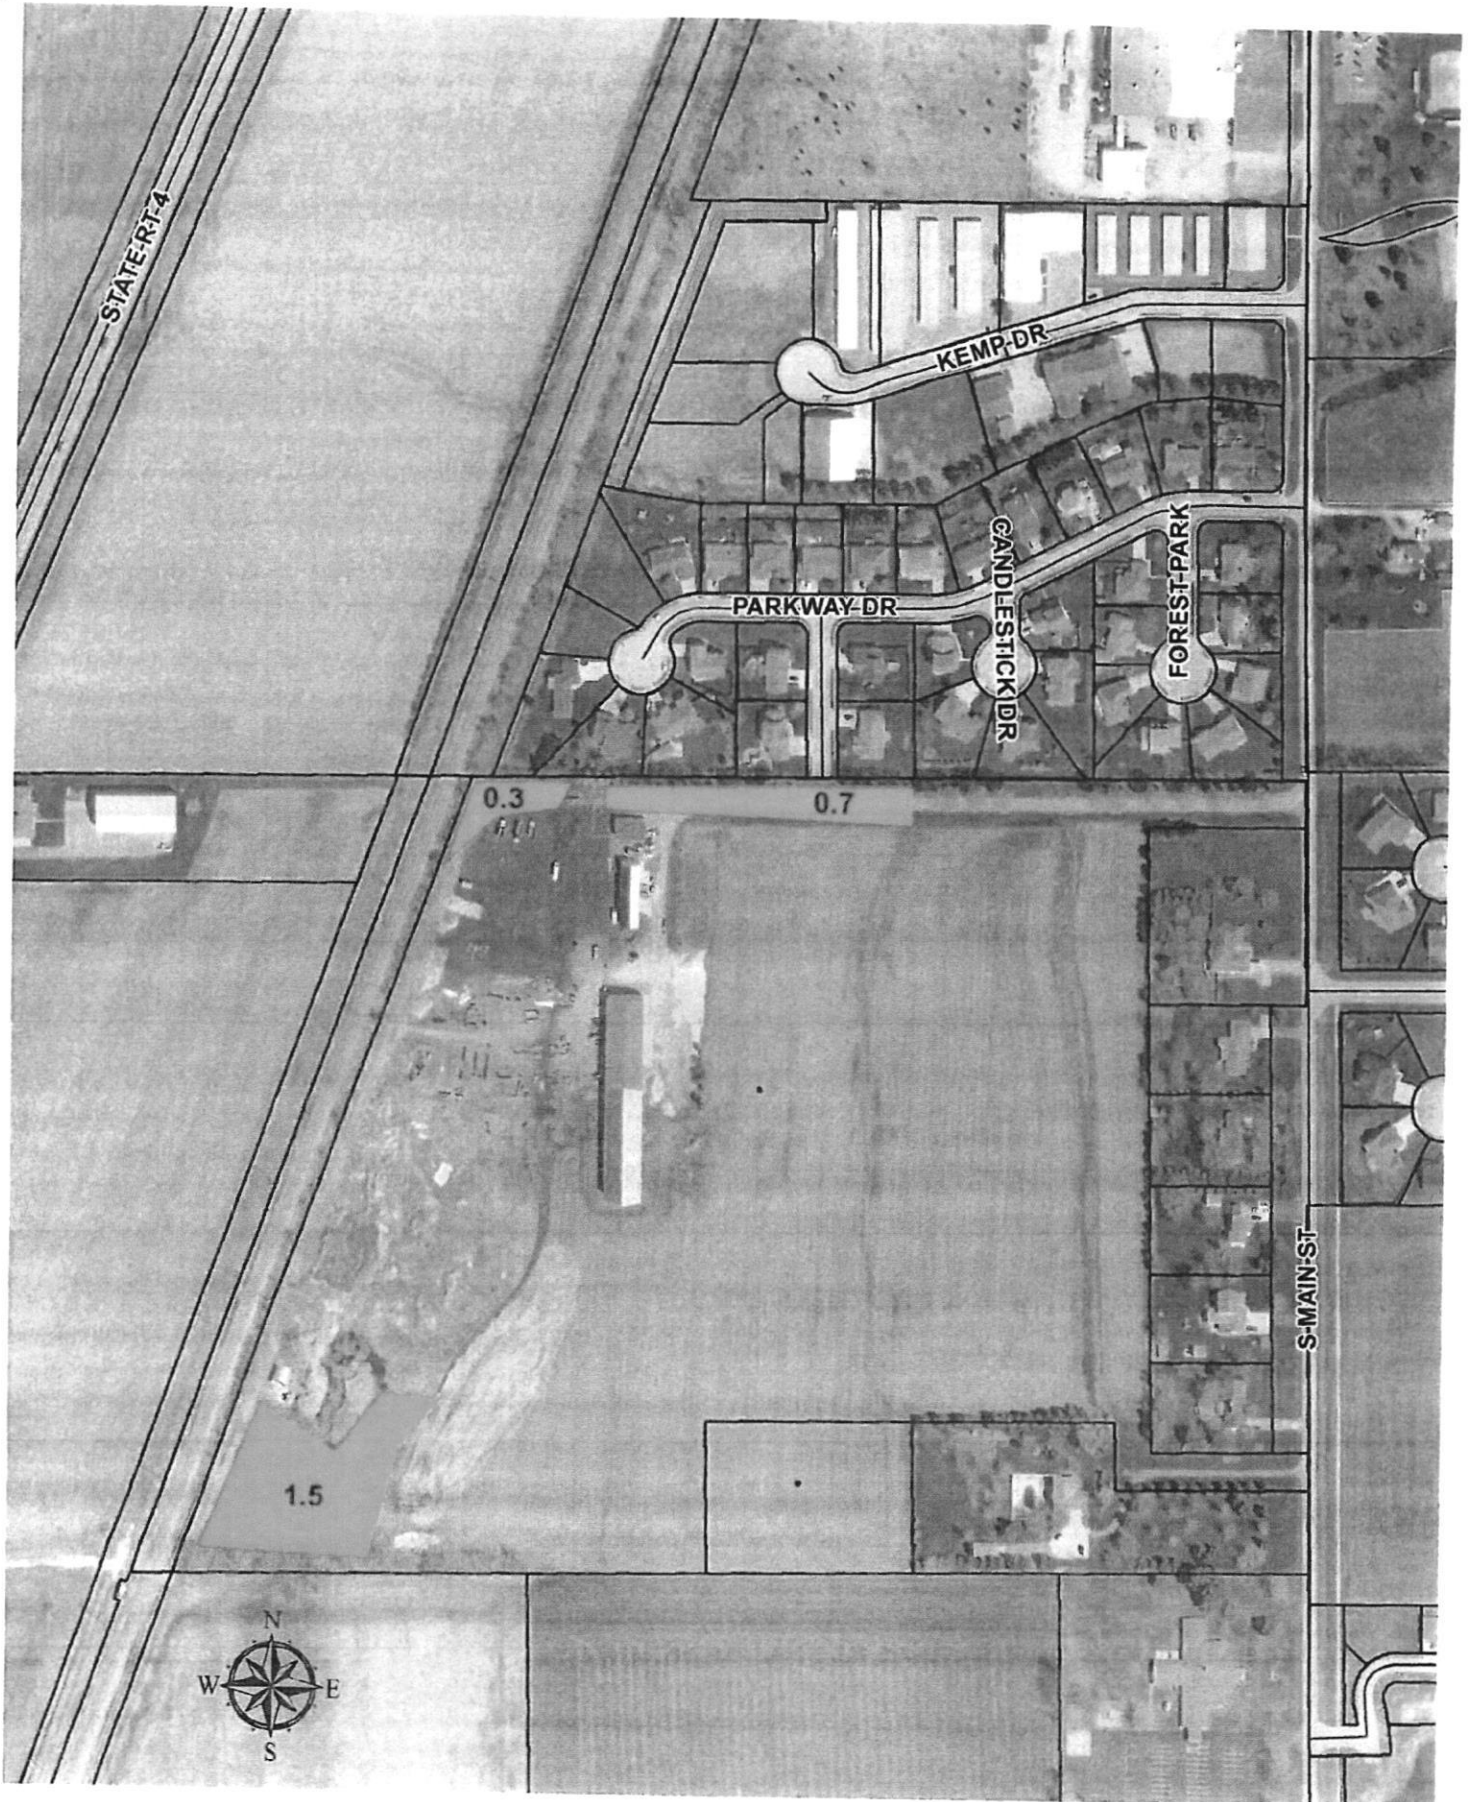 STATE-RT-4
KEMP-DR
CANDLESTICK DR
FOREST-PARK
PARKWAY-DR
0.3
0.7
S-MAIN-ST
1.5
N
W
E
S